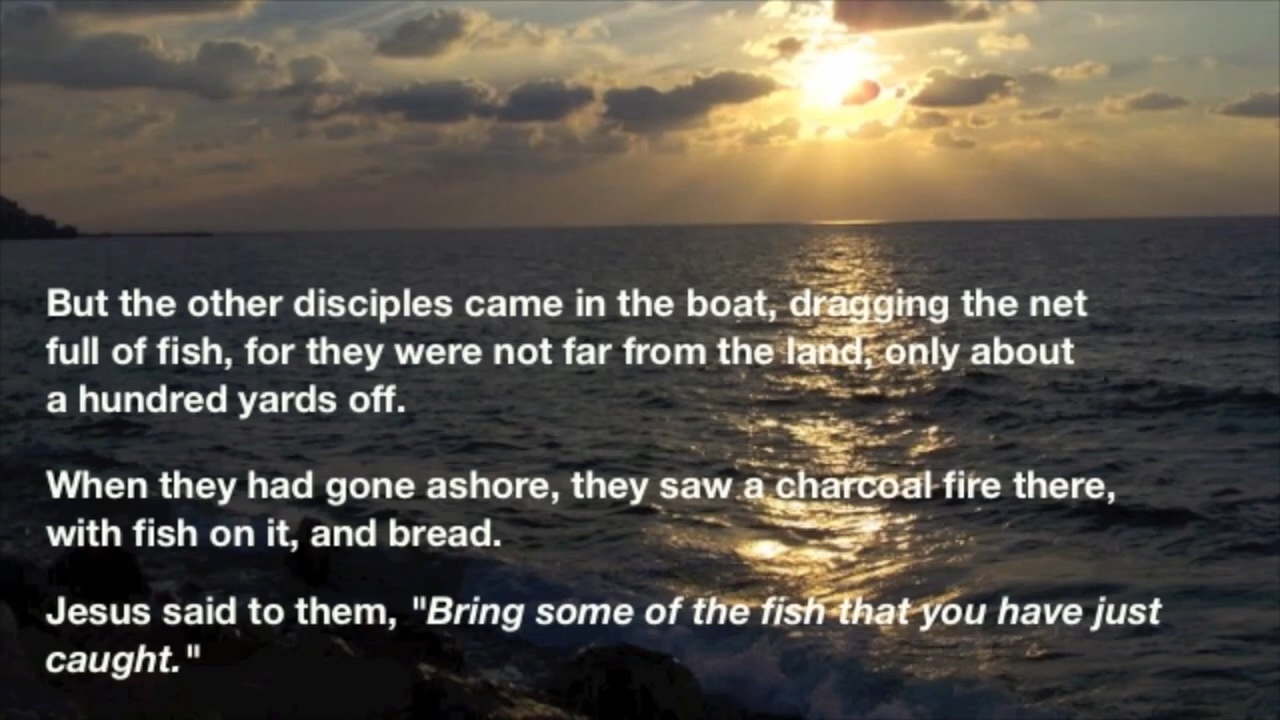 But the other disciples came in the boat, dragging the net
full of fish, for they were not far from the land, only about
a hundred yards off.
When they had gone ashore, they saw a charcoal fire there,
with fish on it, and bread.
Jesus said to them, "Bring some of the fish that you have just
caught."